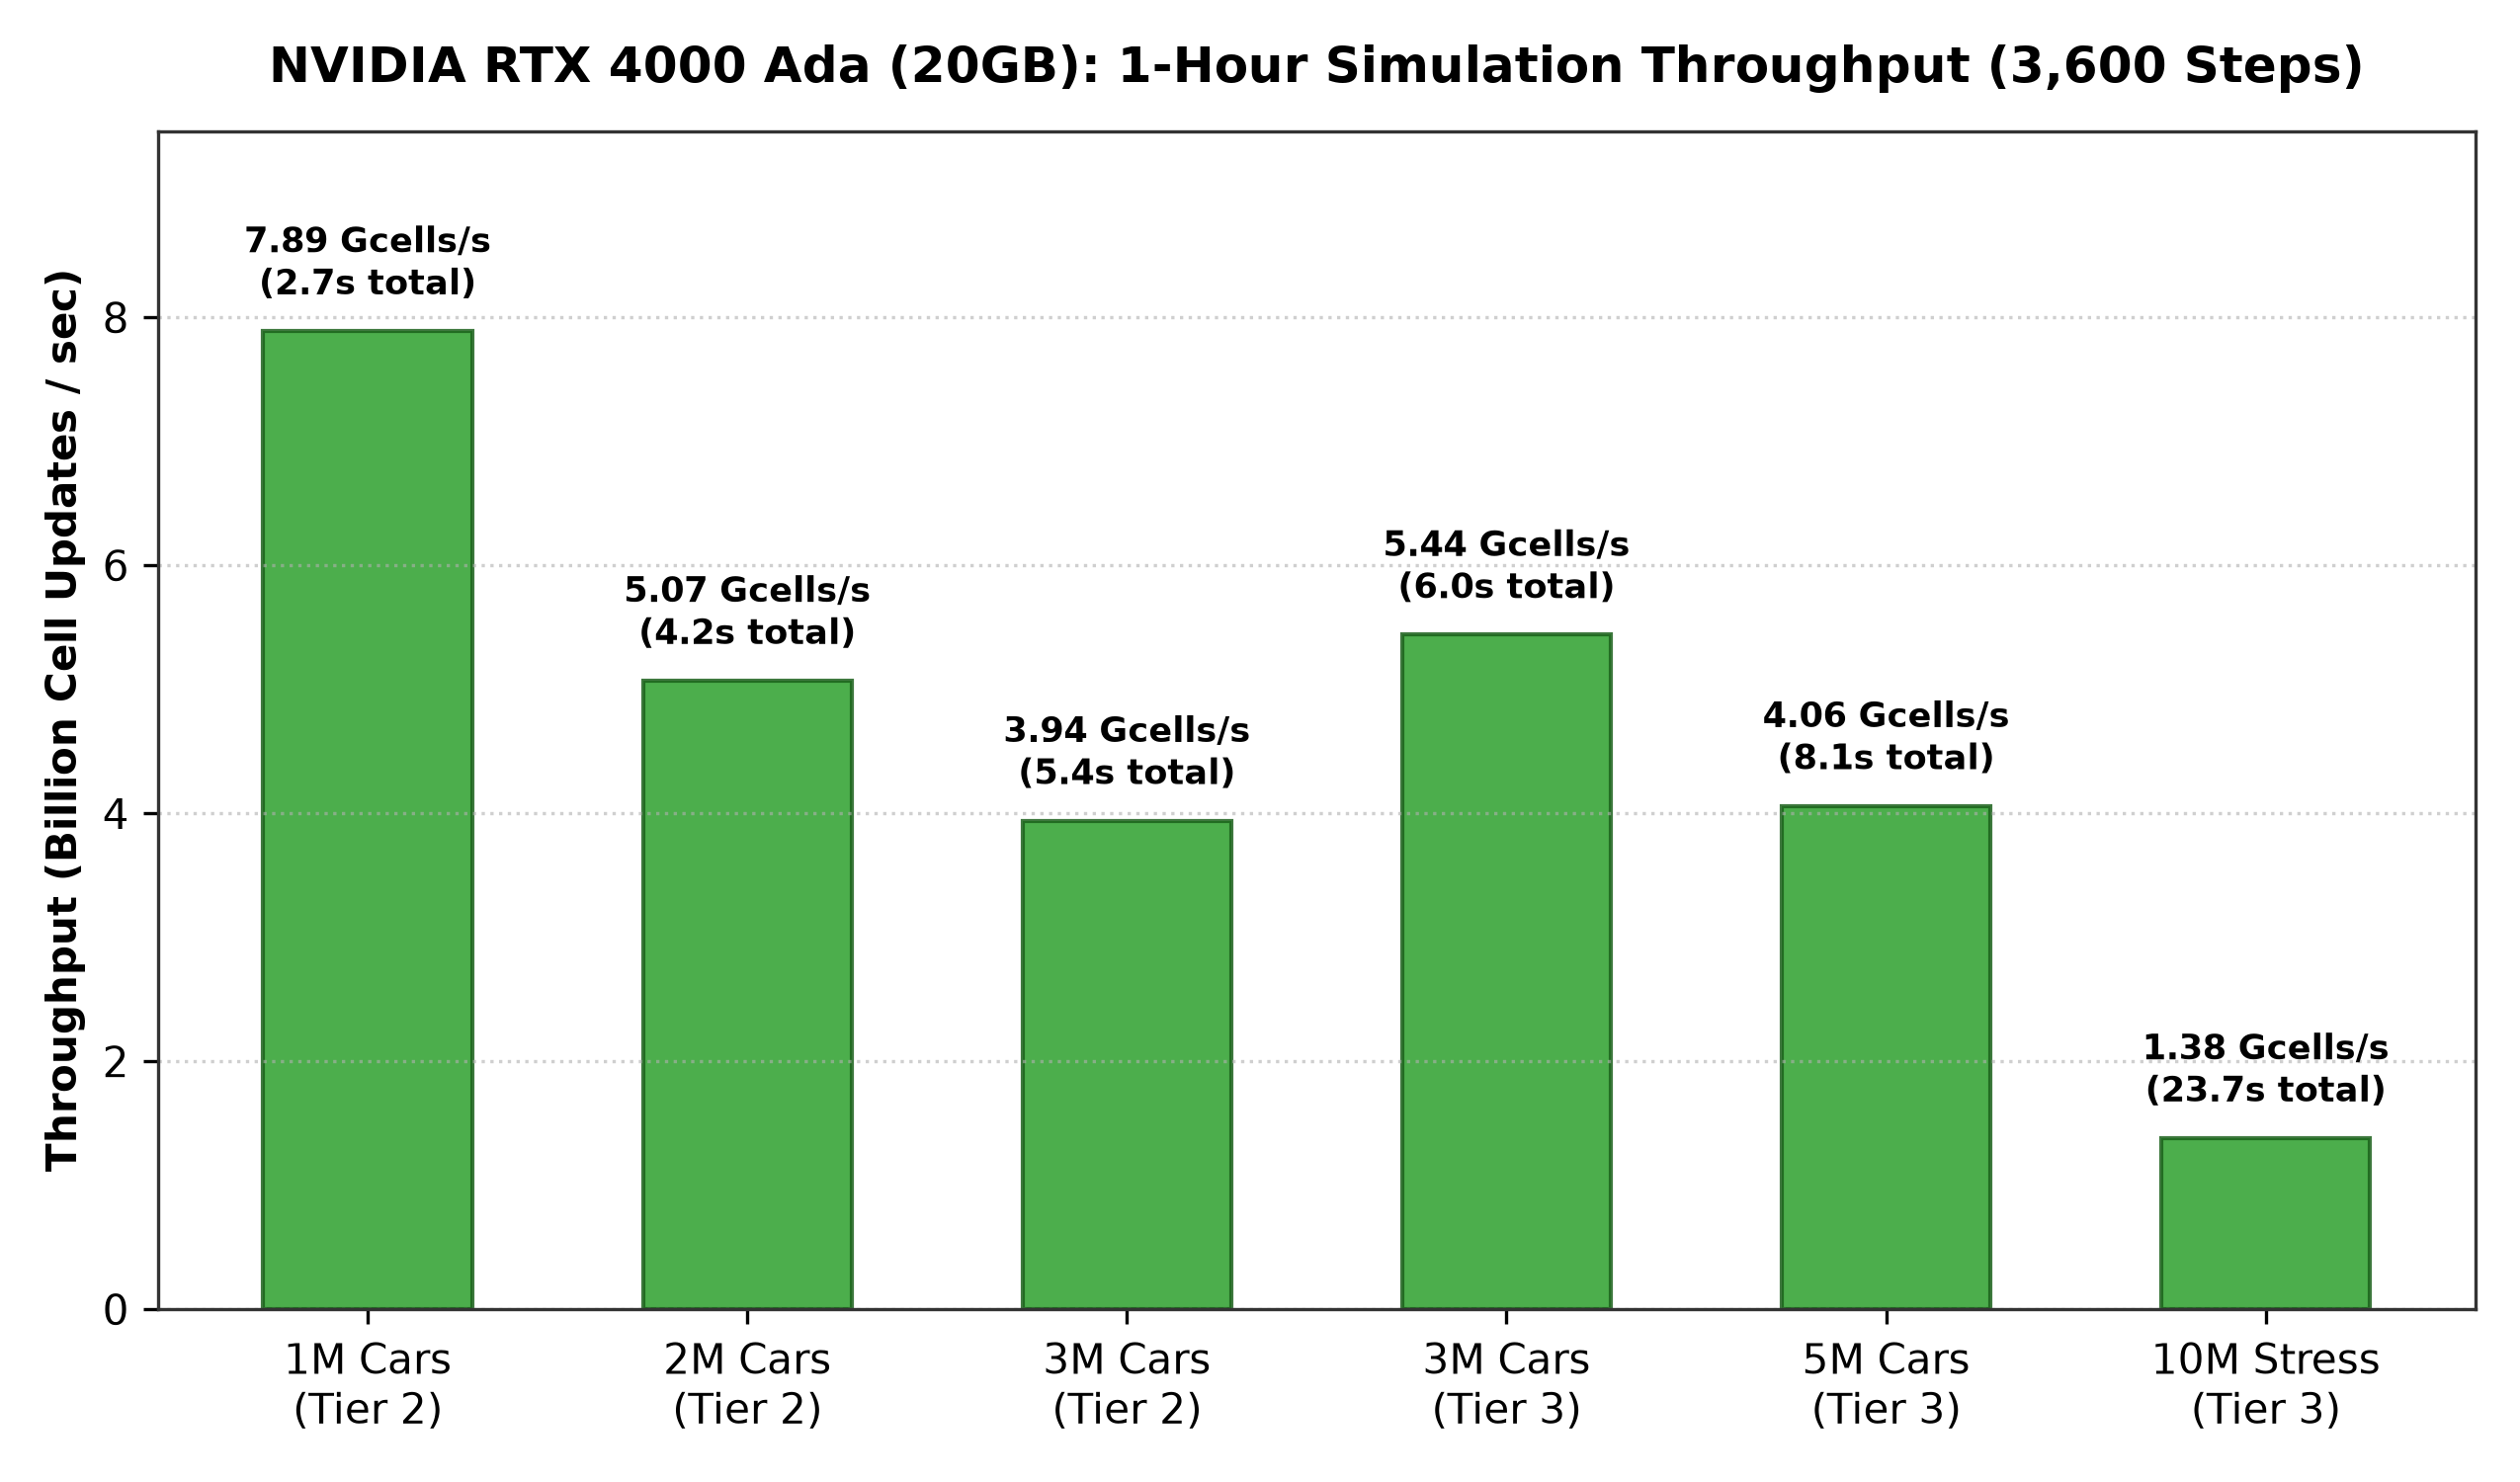 NVIDIA RTX 4000 Ada (20GB): 1-Hour Simulation Throughput (3,600 Steps)
Throughput (Billion Cell Updates / sec)
8
6
4
2
0
7.89 Gcells/s
(2.7s total)
5.07 Gcells/s
(4.2s total)
3.94 Gcells/s
(5.4s total)
5.44 Gcells/s
(6.0s total)
4.06 Gcells/s
(8.1s total)
1.38 Gcells/s
(23.7s total)
1M Cars
(Tier 2)
2M Cars
(Tier 2)
3M Cars
(Tier 2)
3M Cars
(Tier 3)
5M Cars
(Tier 3)
10M Stress
(Tier 3)